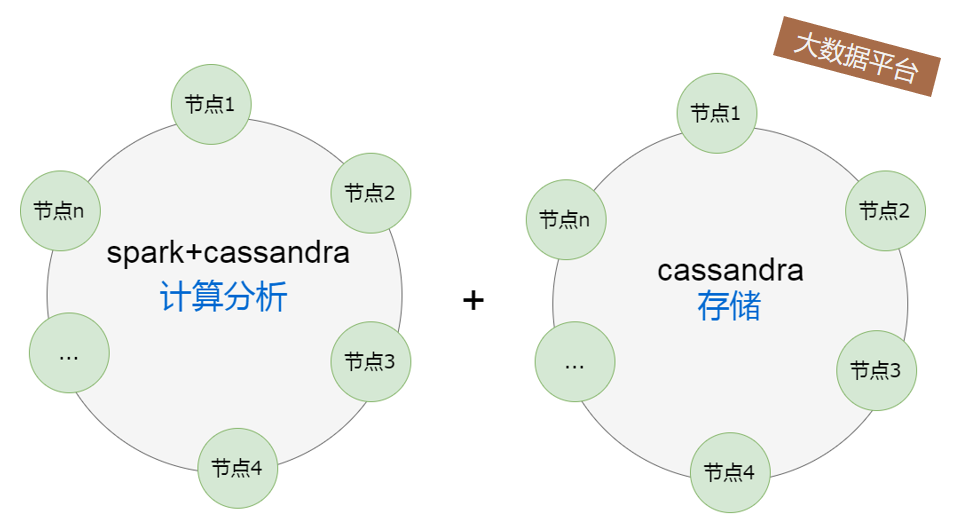 大数据平台
节点1
节点2
节点3
节点4
...
节点n
spark+cassandra
计算分析
+
节点1
节点2
节点3
节点4
...
节点n
cassandra
存储